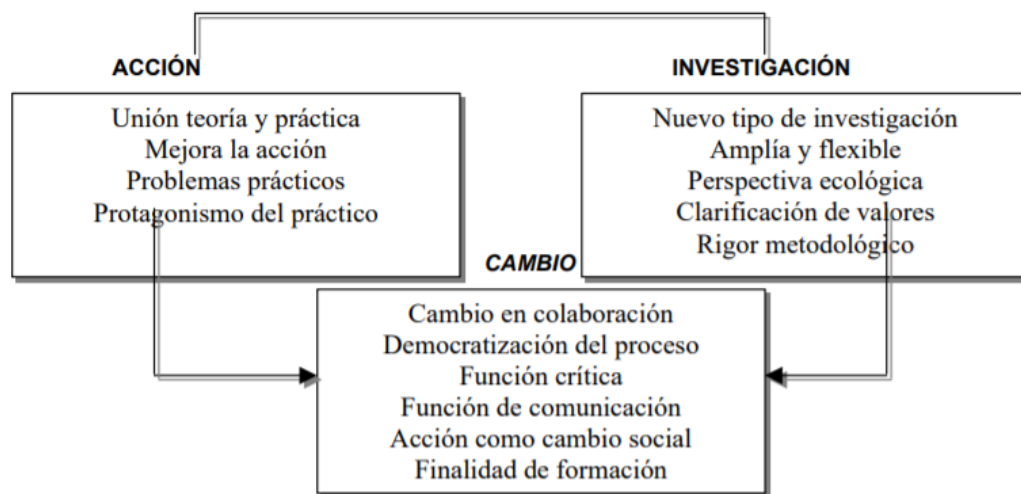 ACCIÓN
Unión teoría y práctica
Mejora la acción
Problemas prácticos
Protagonismo del práctico
INVESTIGACIÓN
Nuevo tipo de investigación
Amplía y flexible
Perspectiva ecológica
Clarificación de valores
Rigor metodológico
CAMBIO
Cambio en colaboración
Democratización del proceso
Función crítica
Función de comunicación
Acción como cambio social
Finalidad de formación